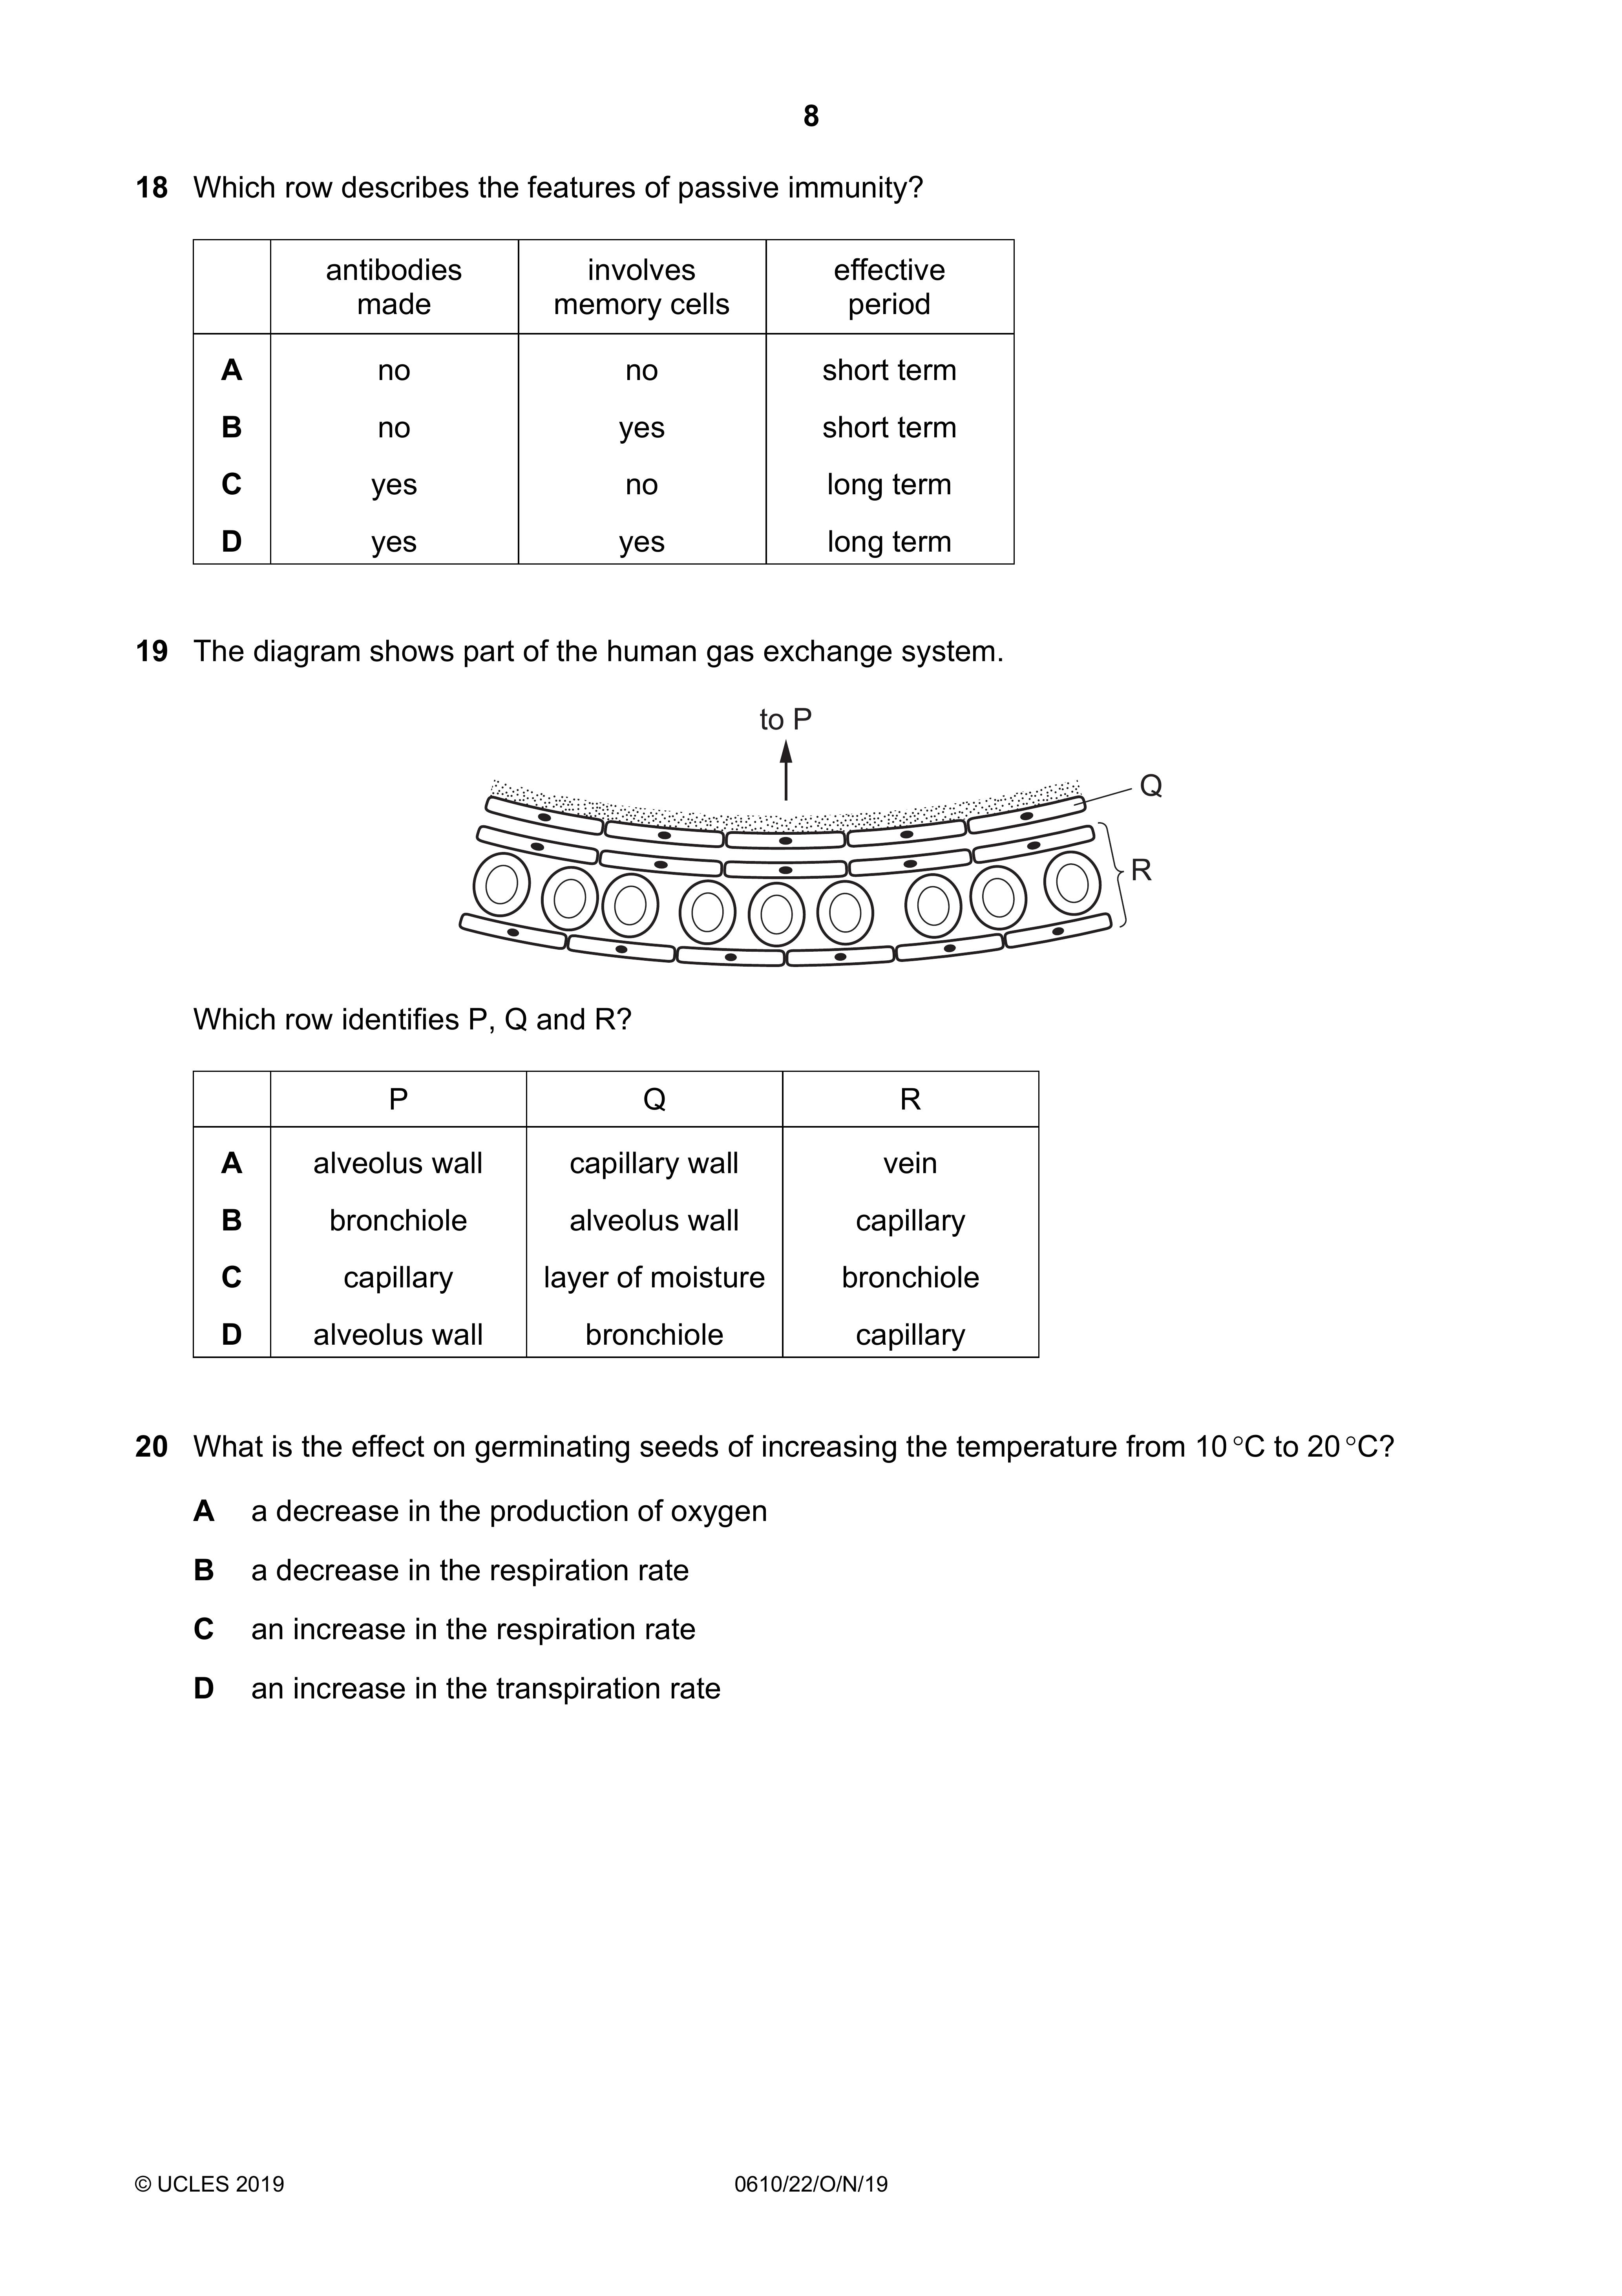 8
18 Which row describes the features of passive immunity?
antibodies made involves memory cells effective period
A no no short term
B no yes short term
C yes no long term
D yes yes long term
19 The diagram shows part of the human gas exchange system.
to P
Q
R
Which row identifies P, Q and R?
P Q R
A alveolus wall capillary wall vein
B bronchiole alveolus wall capillary
C capillary layer of moisture bronchiole
D alveolus wall bronchiole capillary
20 What is the effect on germinating seeds of increasing the temperature from 10 °C to 20 °C?
A a decrease in the production of oxygen
B a decrease in the respiration rate
C an increase in the respiration rate
D an increase in the transpiration rate
© UCLES 2019 0610/22/O/N/19